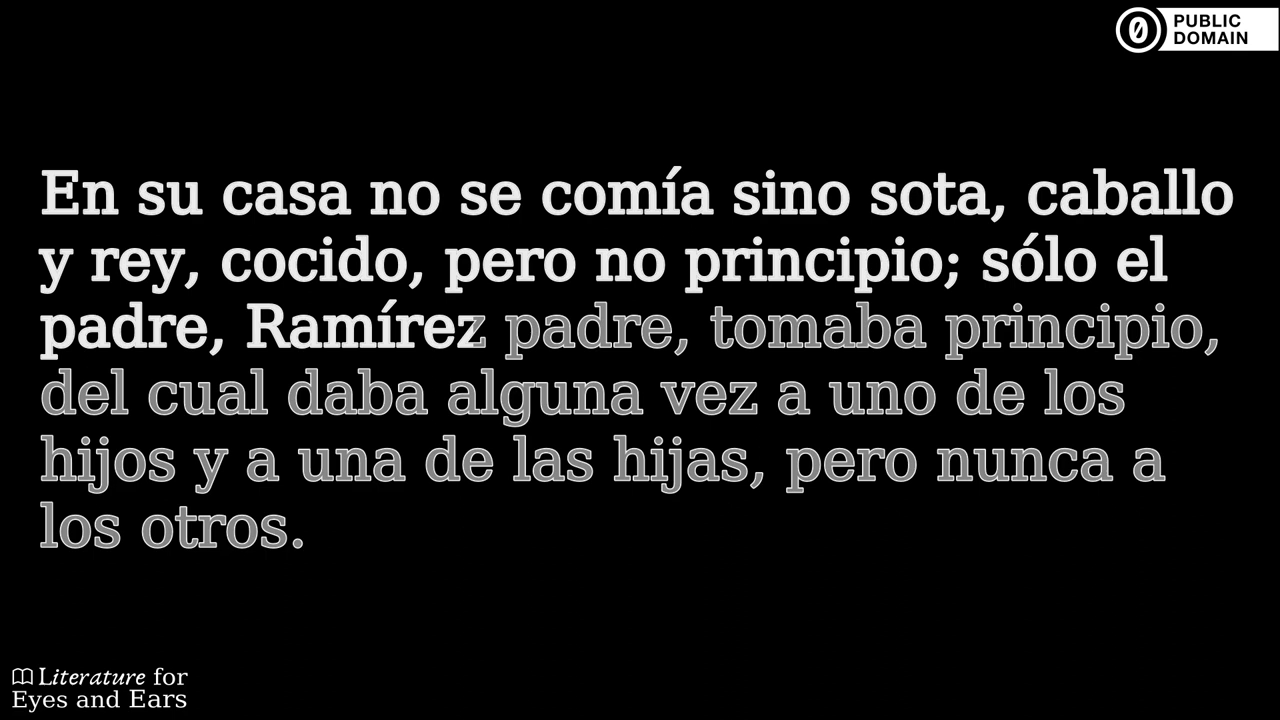 PUBLIC
DOMAIN
En su casa no se comía sino sota, caballo
y rey, cocido, pero no principio; sólo el
padre, Ramírez padre, tomaba principio,
del cual daba alguna vez a uno de los
hijos y a una de las hijas, pero nunca a
los otros.
Literature for
Eyes and Ears